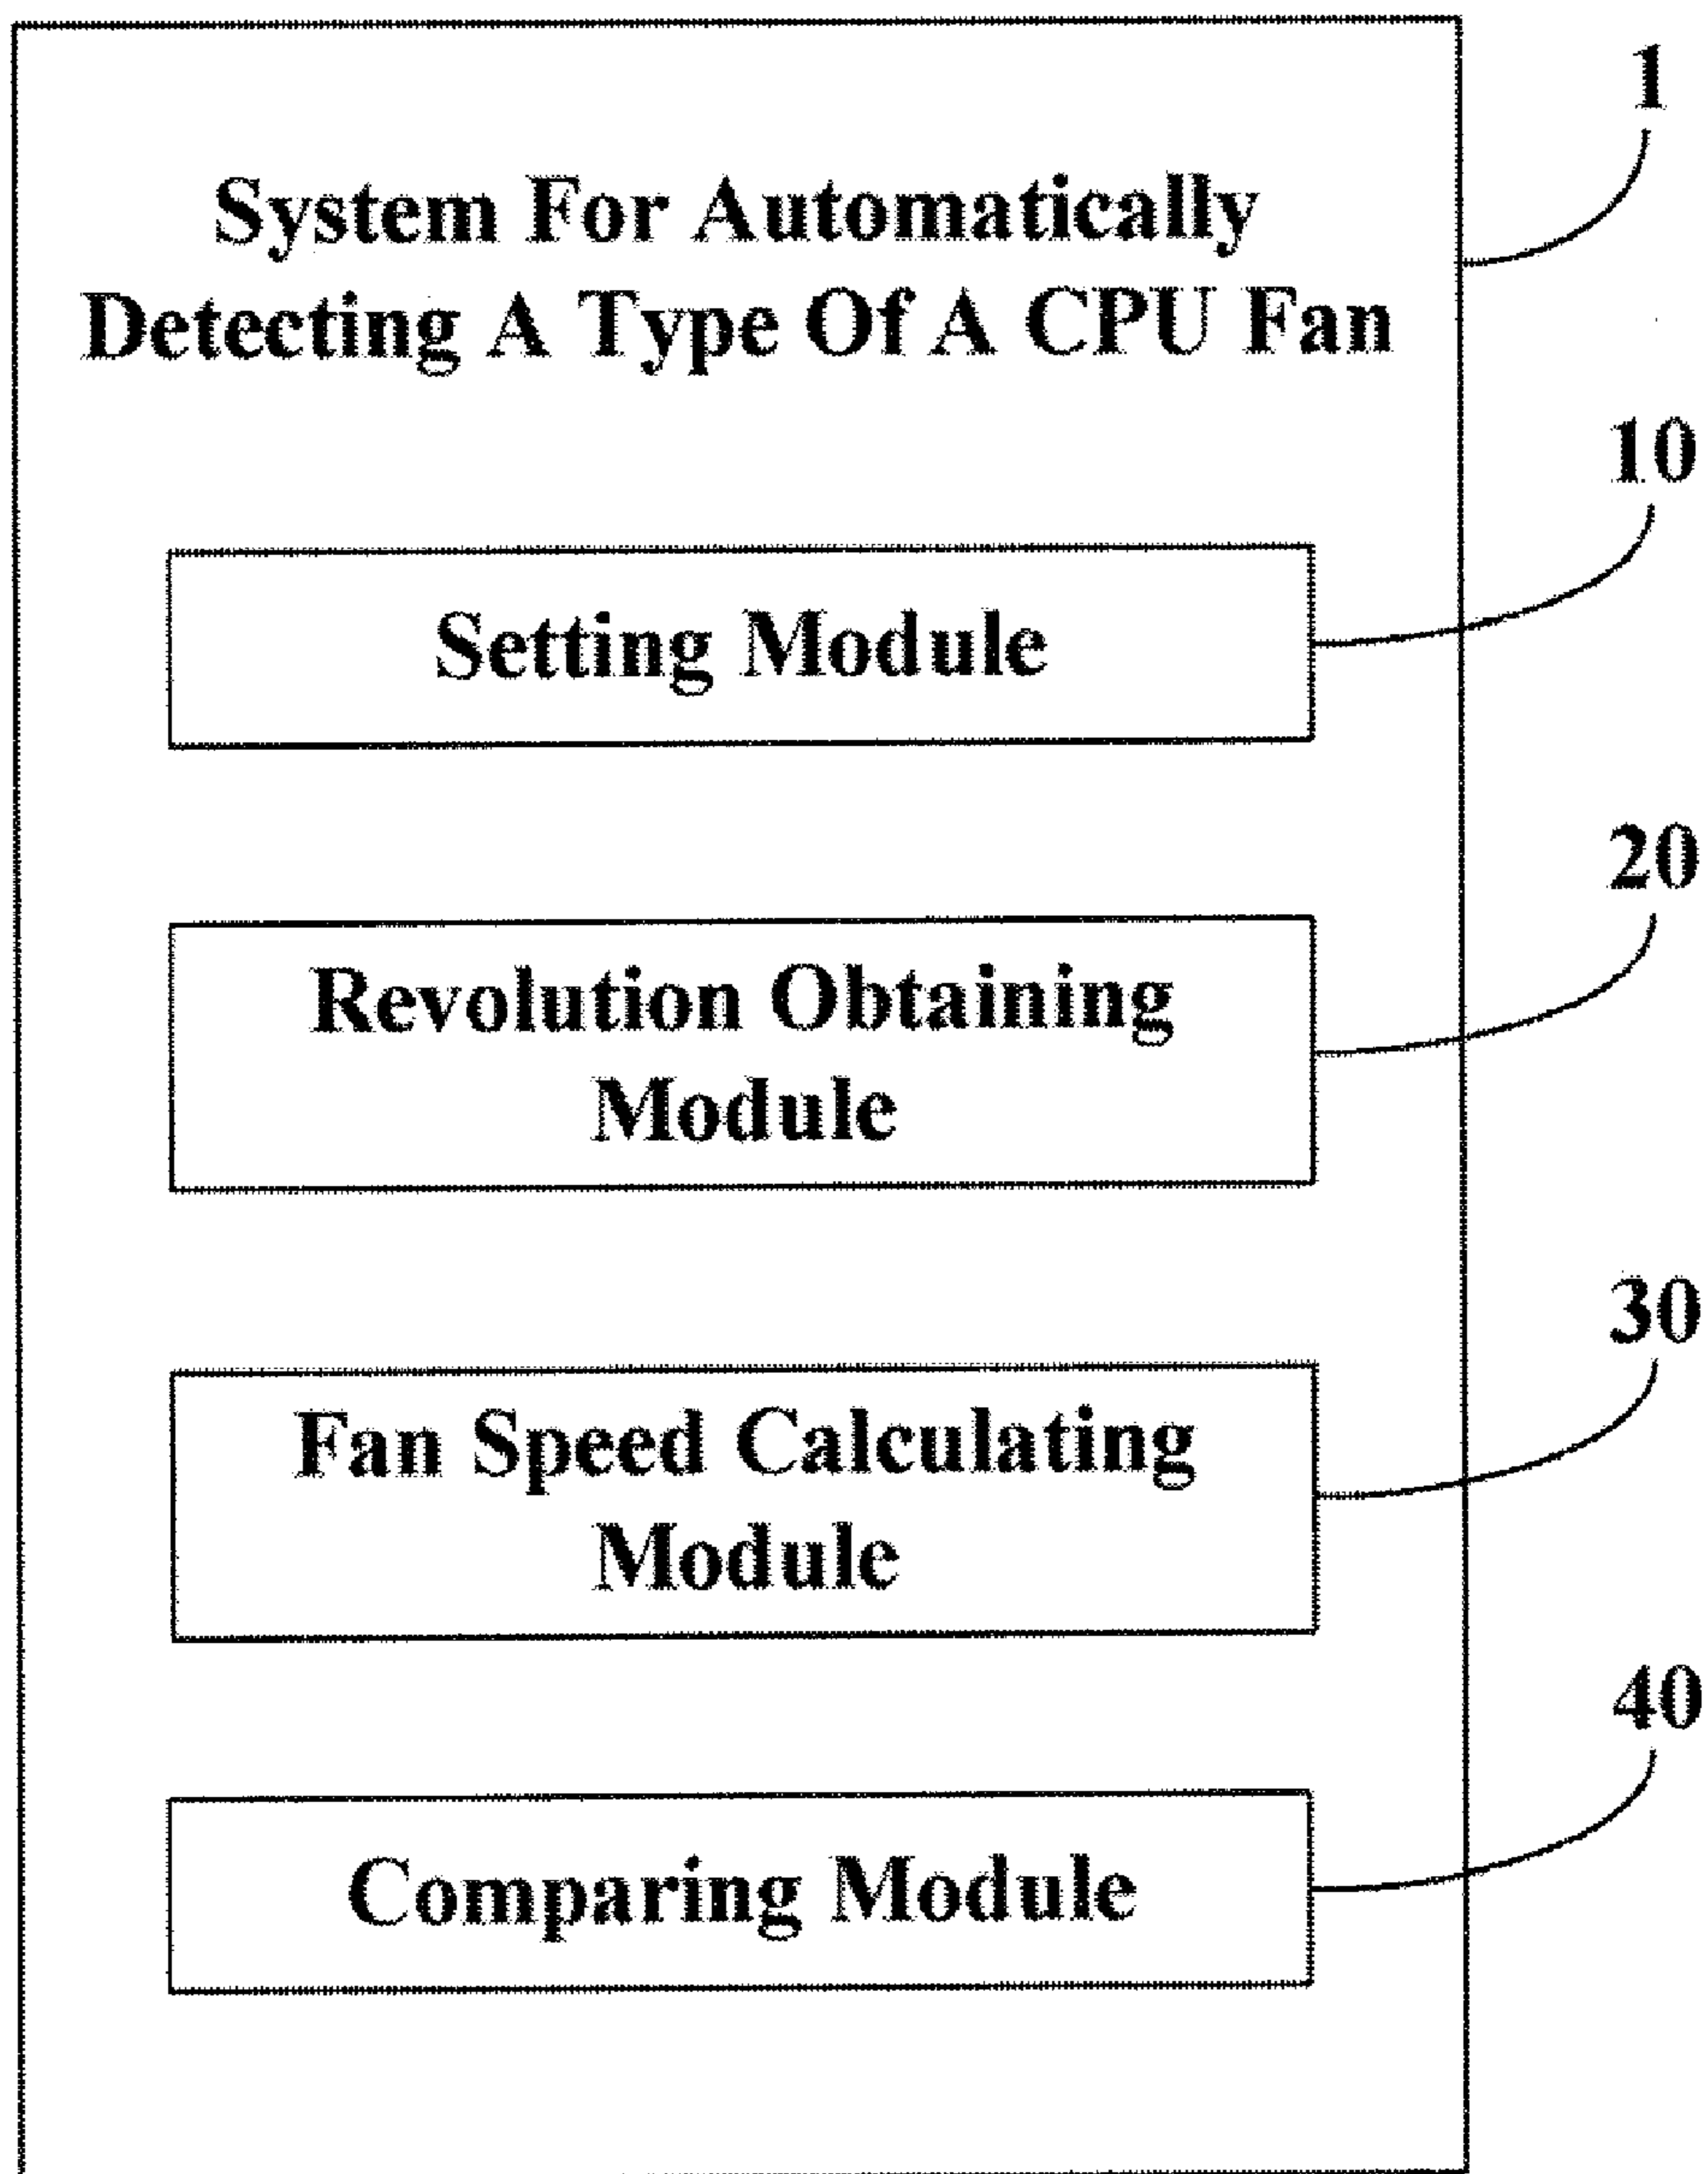 1
System For Automatically
Detecting A Type Of A CPU Fan
10
Setting Module
20
Revolution Obtaining
Module
30
Fan Speed Calculating
Module
40
Comparing Module